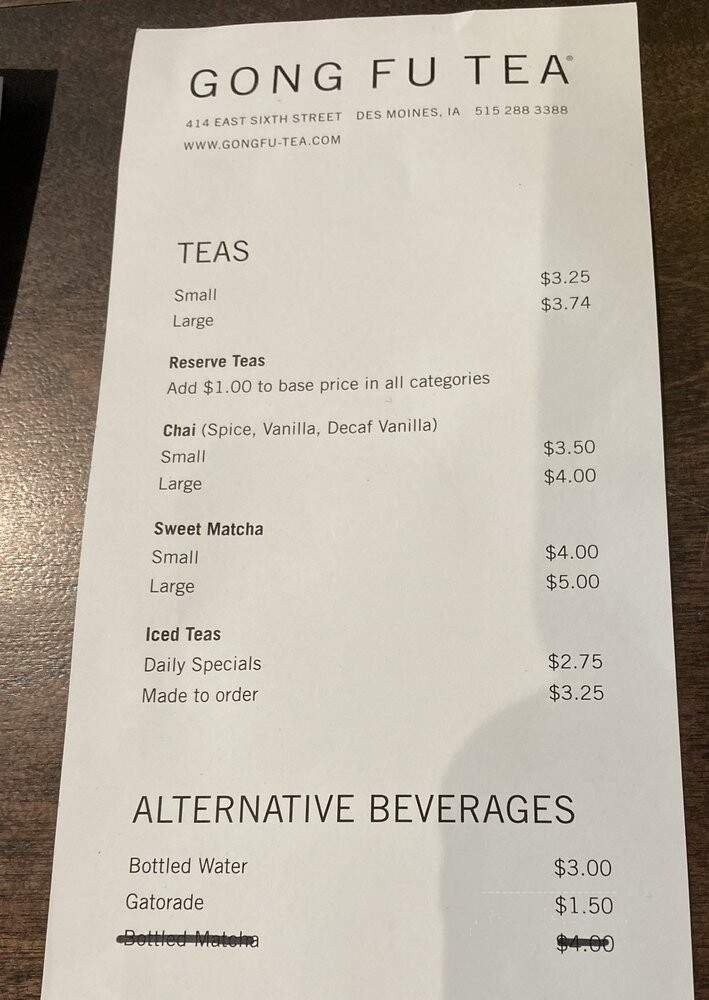 GONG FU TEA®
414 EAST SIXTH STREET DES MOINES, IA 515 288 3388
WWW.GONGFU-TEA.COM
TEAS
Small $3.25
Large $3.74
Reserve Teas
Add $1.00 to base price in all categories
Chai (Spice, Vanilla, Decaf Vanilla)
Small $3.50
Large $4.00
Sweet Matcha
Small $4.00
Large $5.00
Iced Teas
Daily Specials $2.75
Made to order $3.25
ALTERNATIVE BEVERAGES
Bottled Water $3.00
Gatorade $1.50
Bottled Matcha $4.00